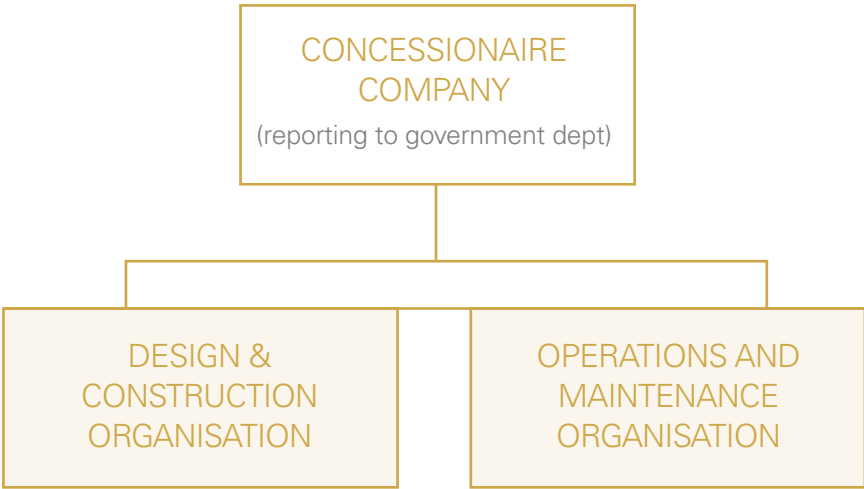 CONCESSIONAIRE
COMPANY
(reporting to government dept)
DESIGN &
CONSTRUCTION
ORGANISATION
OPERATIONS AND
MAINTENANCE
ORGANISATION